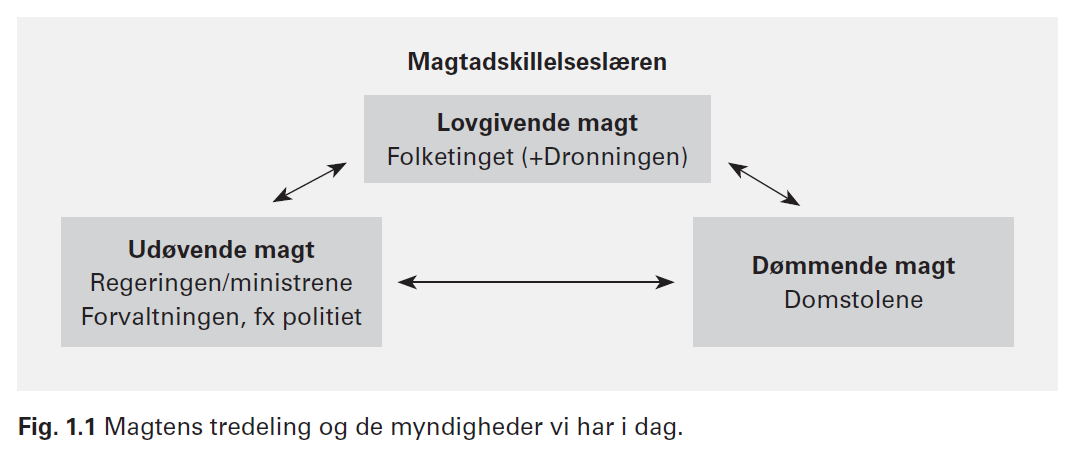 Magtadskillelseslæren
Lovgivende magt
Folketinget (+Dronningen)
Udøvende magt
Regeringen/ministrene
Forvaltningen, fx politiet
Dømmende magt
Domstolene
Fig. 1.1 Magtens tredeling og de myndigheder vi har i dag.